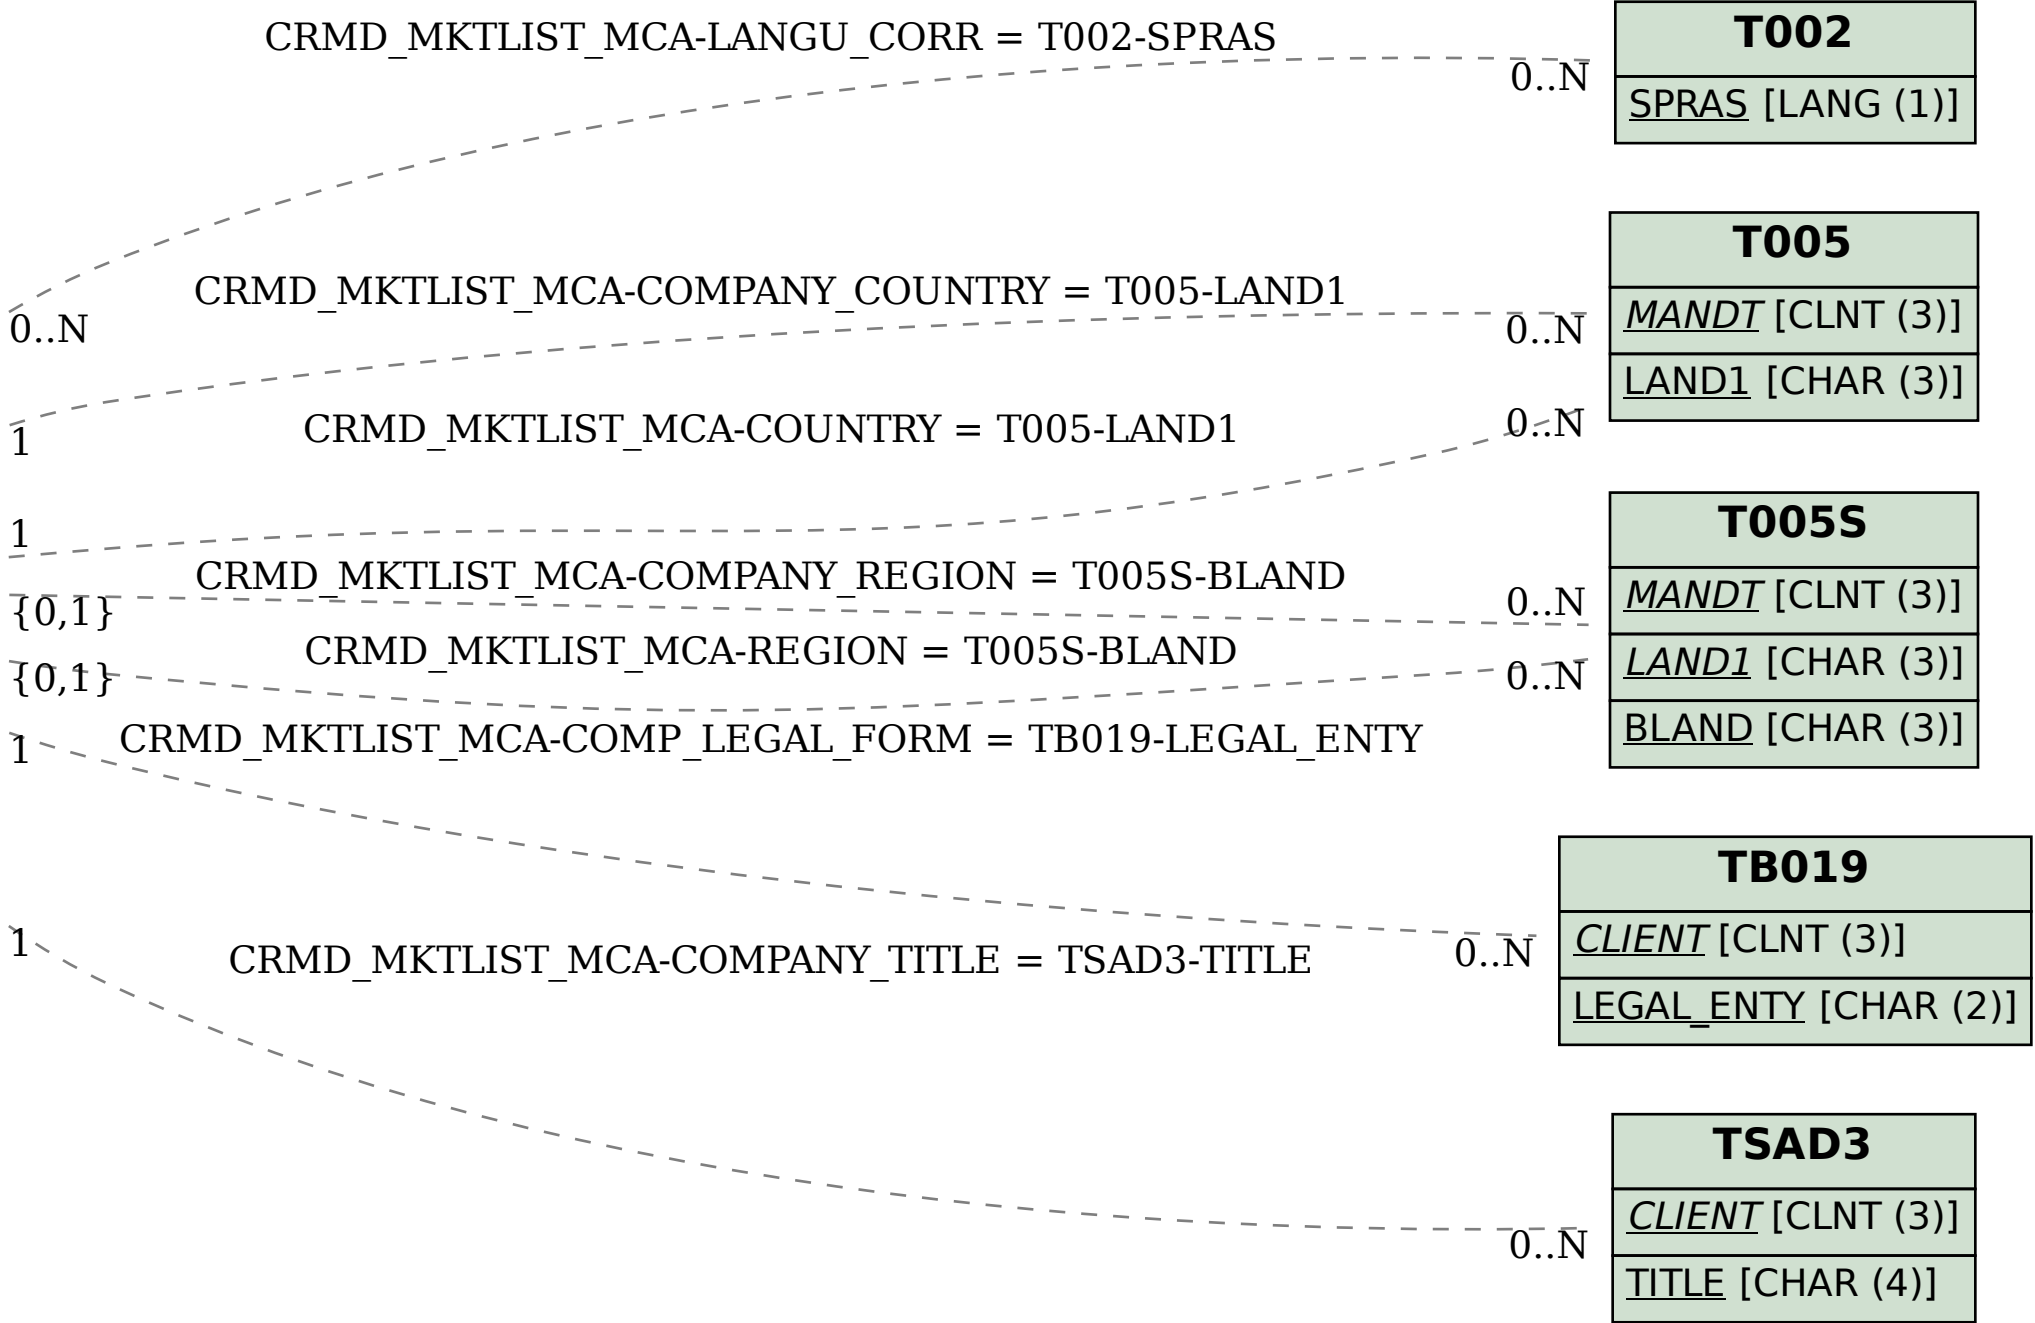 CRMD_MKTLIST_MCA-LANGU_CORR = T002-SPRAS
0..N
0..N
T002
SPRAS [LANG (1)]
CRMD_MKTLIST_MCA-COMPANY_COUNTRY = T005-LAND1
1
0..N
CRMD_MKTLIST_MCA-COUNTRY = T005-LAND1
1
0..N
T005
MANDT [CLNT (3)]
LAND1 [CHAR (3)]
CRMD_MKTLIST_MCA-COMPANY_REGION = T005S-BLAND
{0,1}
0..N
CRMD_MKTLIST_MCA-REGION = T005S-BLAND
{0,1}
0..N
T005S
MANDT [CLNT (3)]
LAND1 [CHAR (3)]
BLAND [CHAR (3)]
CRMD_MKTLIST_MCA-COMP_LEGAL_FORM = TB019-LEGAL_ENTY
1
0..N
TB019
CLIENT [CLNT (3)]
LEGAL_ENTY [CHAR (2)]
CRMD_MKTLIST_MCA-COMPANY_TITLE = TSAD3-TITLE
1
0..N
TSAD3
CLIENT [CLNT (3)]
TITLE [CHAR (4)]